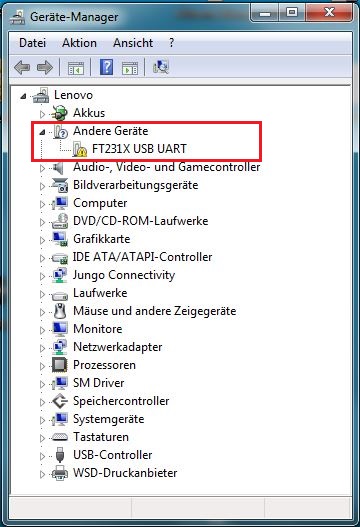 Geräte-Manager
Datei Aktion Ansicht ?
Lenovo
Akkus
Andere Geräte
FT231X USB UART
Audio-, Video- und Gamecontroller
Bildverarbeitungsgeräte
Computer
DVD/CD-ROM-Laufwerke
Grafikkarte
IDE ATA/ATAPI-Controller
Jungo Connectivity
Laufwerke
Mäuse und andere Zeigegeräte
Monitore
Netzwerkadapter
Prozessoren
SM Driver
Speichercontroller
Systemgeräte
Tastaturen
USB-Controller
WSD-Druckanbieter